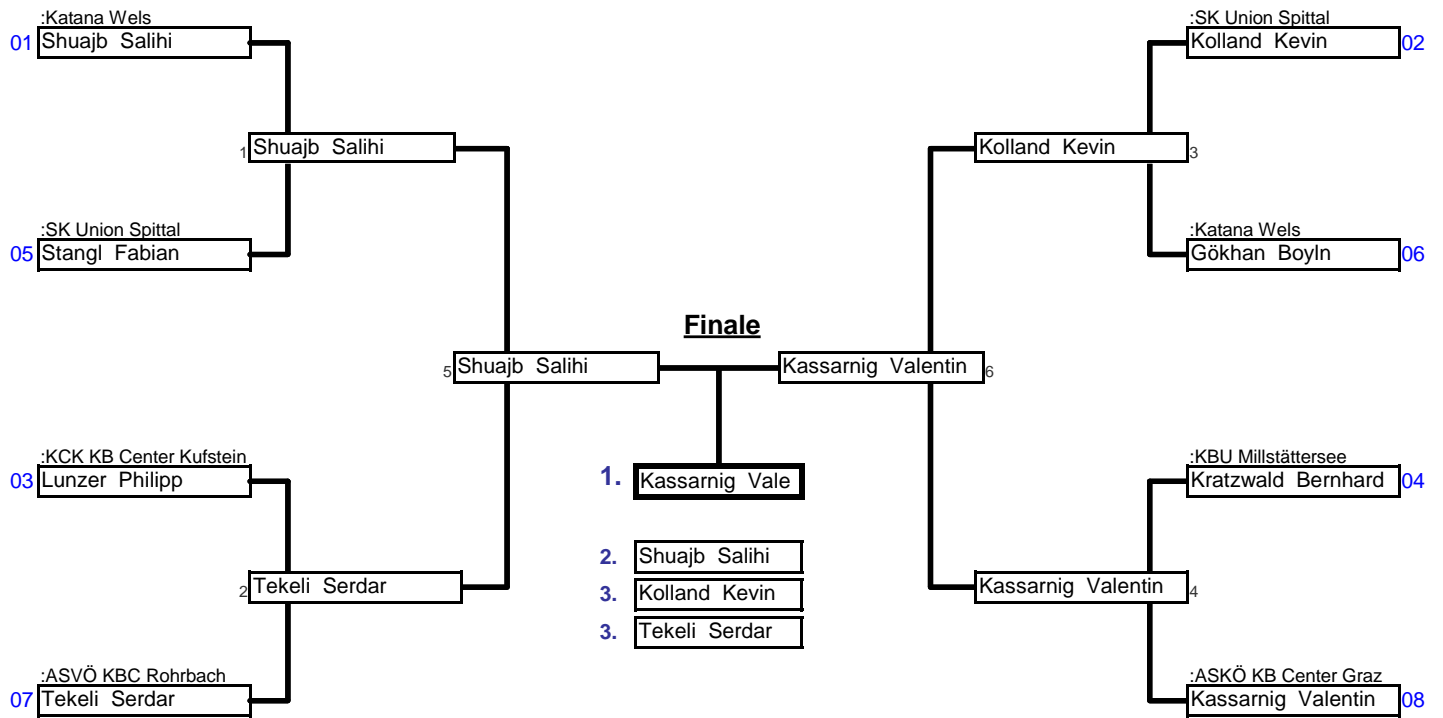 :Katana Wels
01 Shuajb Salihi
1 Shuajb Salihi
:SK Union Spittal
05 Stangl Fabian
5 Shuajb Salihi
:KCK KB Center Kufstein
03 Lunzer Philipp
2 Tekeli Serdar
:ASVÖ KBC Rohrbach
07 Tekeli Serdar
Finale
1. Kassarnig Vale
2. Shuajb Salihi
3. Kolland Kevin
3. Tekeli Serdar
:SK Union Spittal
Kolland Kevin 02
Kolland Kevin 3
:Katana Wels
Gökhan Boyln 06
Kassarnig Valentin 6
:KBU Millstättersee
Kratzwald Bernhard 04
Kassarnig Valentin 4
:ASKÖ KB Center Graz
Kassarnig Valentin 08